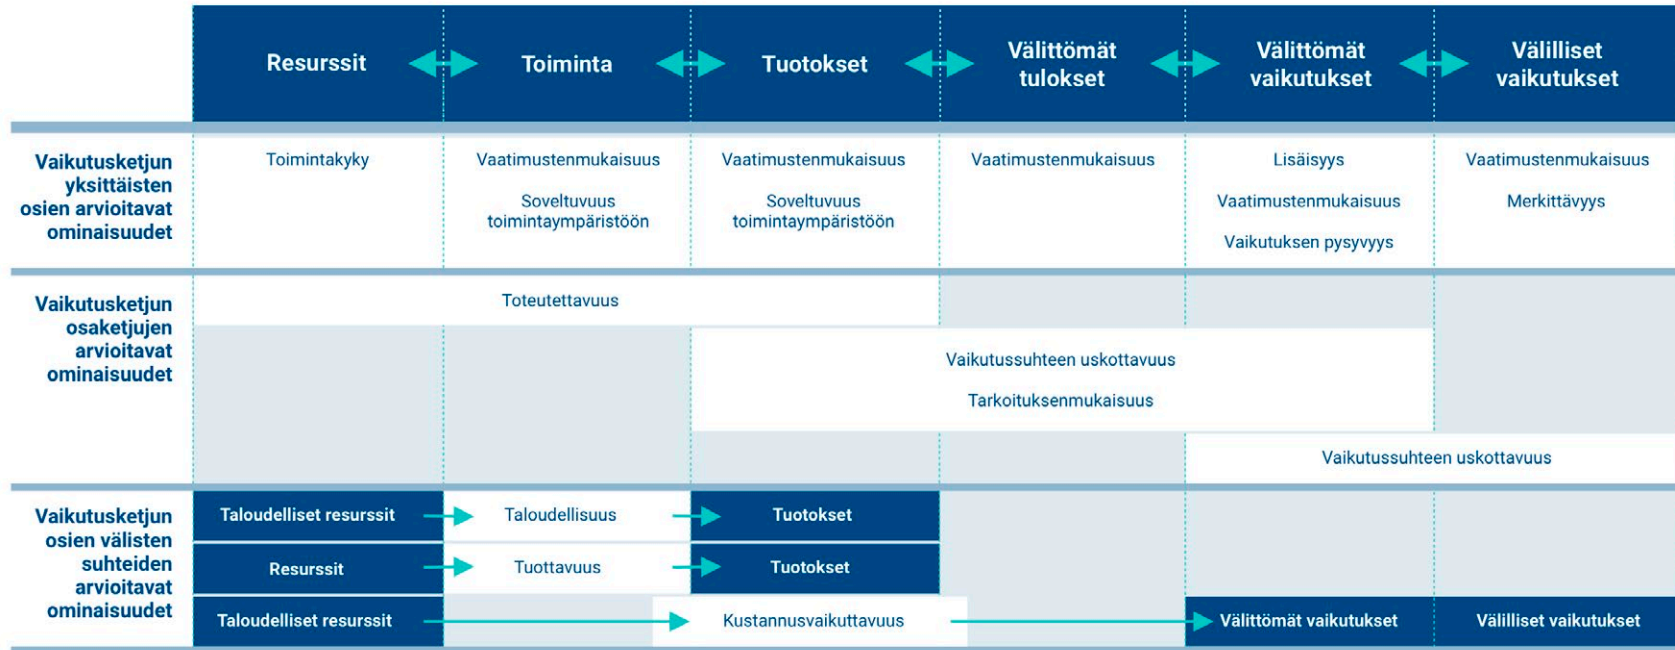 Resurssit
Toiminta
Tuotokset
Välittömät
tulokset
Välittömät
vaikutukset
Välilliset
vaikutukset
Vaikutusketjun
yksittäisten
osien arvioitavat
ominaisuudet
Toimintakyky
Vaatimustenmukaisuus
Soveltuvuus
toimintaympäristöön
Vaatimustenmukaisuus
Soveltuvuus
toimintaympäristöön
Vaatimustenmukaisuus
Lisäisyys
Vaatimustenmukaisuus
Vaikutuksen pysyvyys
Vaatimustenmukaisuus
Merkittävyys
Vaikutusketjun
osaketjujen
arvioitavat
ominaisuudet
Toteutettavuus
Vaikutussuhteen uskottavuus
Tarkoituksenmukaisuus
Vaikutussuhteen uskottavuus
Vaikutusketjun
osien välisten
suhteiden
arvioitavat
ominaisuudet
Taloudelliset resurssit
Taloudellisuus
Tuotokset
Resurssit
Tuottavuus
Tuotokset
Taloudelliset resurssit
Kustannusvaikuttavuus
Välittömät vaikutukset
Välilliset vaikutukset